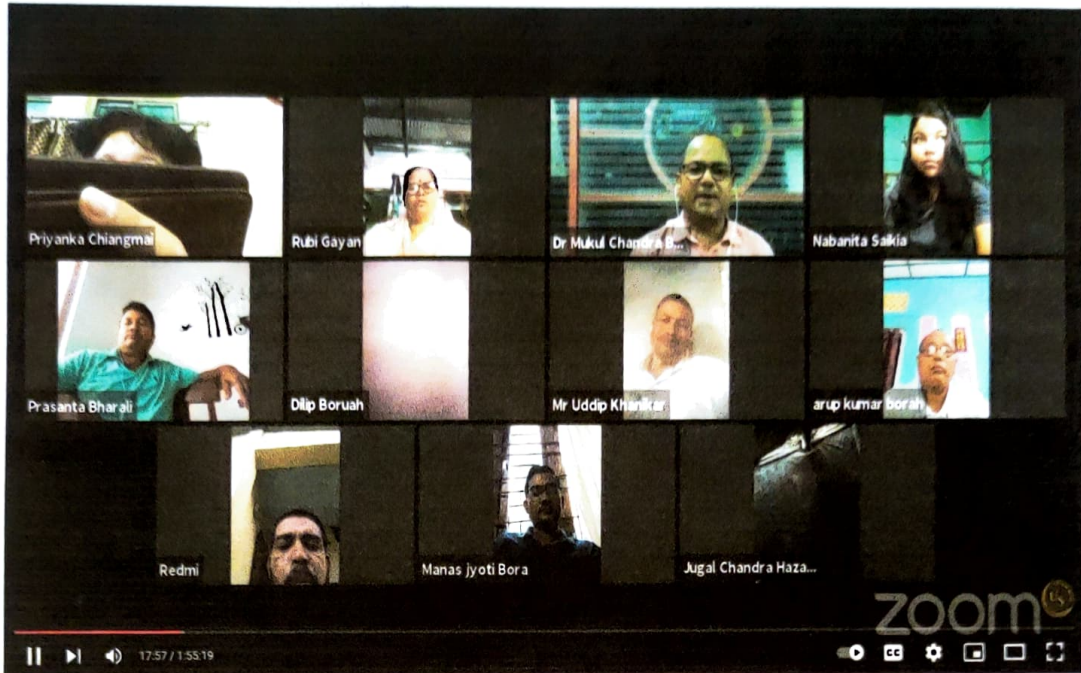 Priyanka Chiangmai
Rubi Gayan
Dr Mukul Chandra B...
Nabanita Saikia
Prasanta Bharali
Dilip Boruah
Mr Uddip Khanikar
arup kumar borah
Redmi
Manas jyoti Bora
Jugal Chandra Haza...
zoom
17:57 / 1:55:19
CC